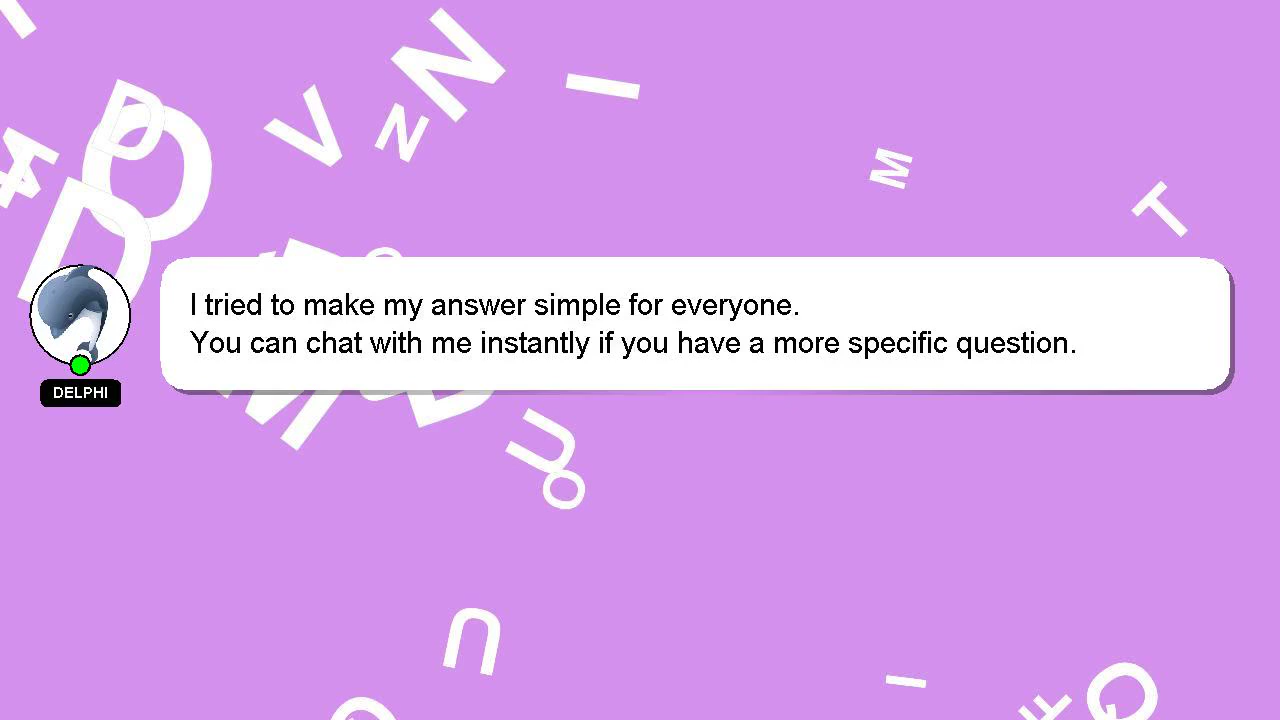 I tried to make my answer simple for everyone.
You can chat with me instantly if you have a more specific question.
DELPHI